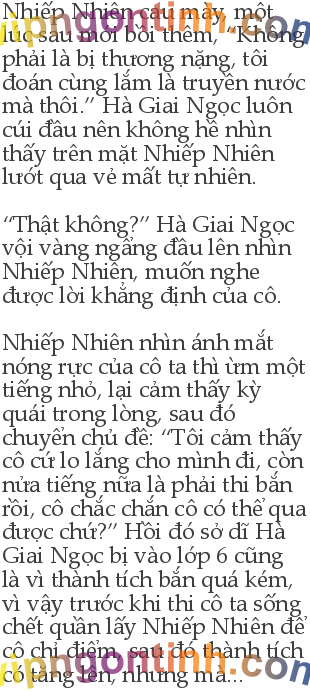 Nhiếp Nhiên cau mày, một
lúc sau mới bồi thêm, “Không
phải là bị thương nặng, tôi
đoán cùng lắm là truyền nước
mà thôi.” Hà Giai Ngọc luôn
cúi đầu nên không hề nhìn
thấy trên mặt Nhiếp Nhiên
lướt qua vẻ mất tự nhiên.
“Thật không?” Hà Giai Ngọc
vội vàng ngẩng đầu lên nhìn
Nhiếp Nhiên, muốn nghe
được lời khẳng định của cô.
Nhiếp Nhiên nhìn ánh mắt
nóng rực của cô ta thì ừm một
tiếng nhỏ, lại cảm thấy kỳ
quái trong lòng, sau đó
chuyển chủ đề: “Tôi cảm thấy
cô cứ lo lắng cho mình đi, còn
nửa tiếng nữa là phải thi bắn
rồi, cô chắc chắn cô có thể qua
được chứ?” Hồi đó sở dĩ Hà
Giai Ngọc bị vào lớp 6 cũng
là vì thành tích bắn quá kém,
vì vậy trước khi thi cô ta sống
chết quần lấy Nhiếp Nhiên để
cô chỉ điểm, sau đó thành tích
có tăng lên, nhưng mà...
vipngontinh.com